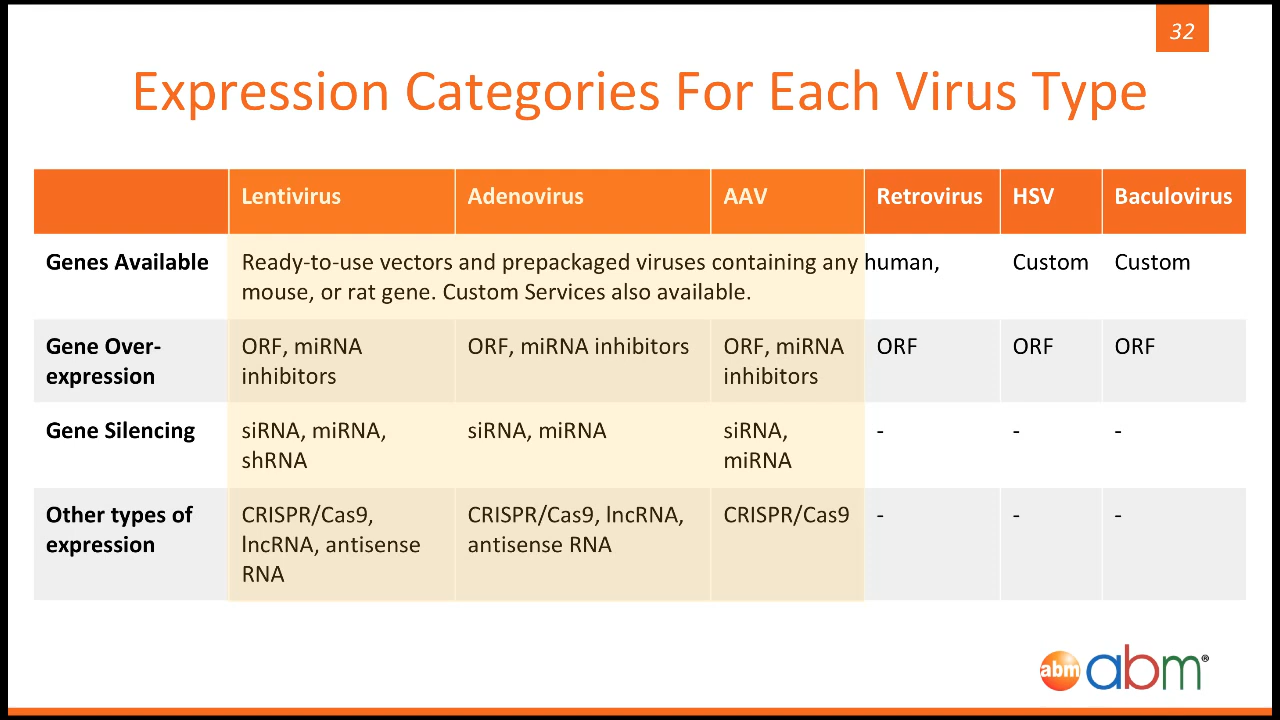 32
Expression Categories For Each Virus Type
Lentivirus Adenovirus AAV Retrovirus HSV Baculovirus
Genes Available Ready-to-use vectors and prepackaged viruses containing any human, Custom Custom
mouse, or rat gene. Custom Services also available.
Gene Over- ORF, miRNA ORF, miRNA inhibitors ORF, miRNA ORF ORF ORF
expression inhibitors inhibitors
Gene Silencing siRNA, miRNA, siRNA, miRNA siRNA, - - -
shRNA miRNA
Other types of CRISPR/Cas9, CRISPR/Cas9, lncRNA, CRISPR/Cas9 - - -
expression lncRNA, antisense antisense RNA
RNA
abm abm®